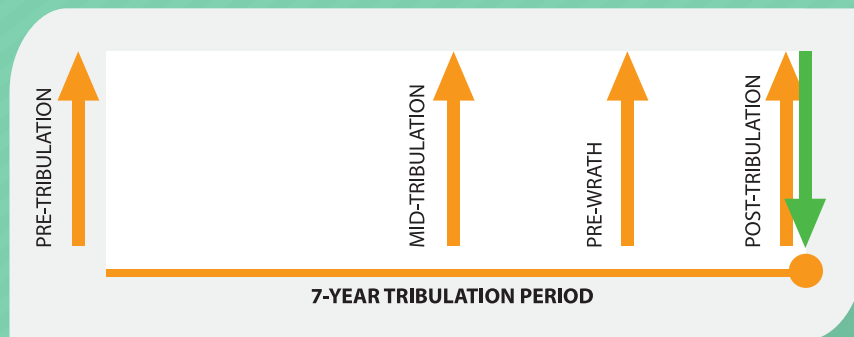 PRE-TRIBULATION
MID-TRIBULATION
PRE-WRATH
POST-TRIBULATION
7-YEAR TRIBULATION PERIOD